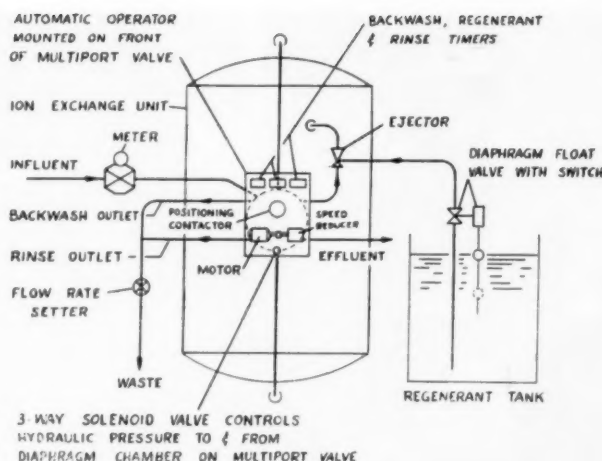 AUTOMATIC OPERATOR
MOUNTED ON FRONT
OF MULTIPORT VALVE
BACKWASH, REGENERANT
& RINSE TIMERS
ION EXCHANGE UNIT
METER
EJECTOR
INFLUENT
DIAPHRAGM FLOAT
VALVE WITH SWITCH
BACKWASH OUTLET
POSITIONING
CONTACTOR
SPEED
REDUCER
RINSE OUTLET
MOTOR
EFFLUENT
FLOW RATE
SETTER
WASTE
REGENERANT TANK
3-WAY SOLENOID VALVE CONTROLS
HYDRAULIC PRESSURE TO & FROM
DIAPHRAGM CHAMBER ON MULTIPORT VALVE